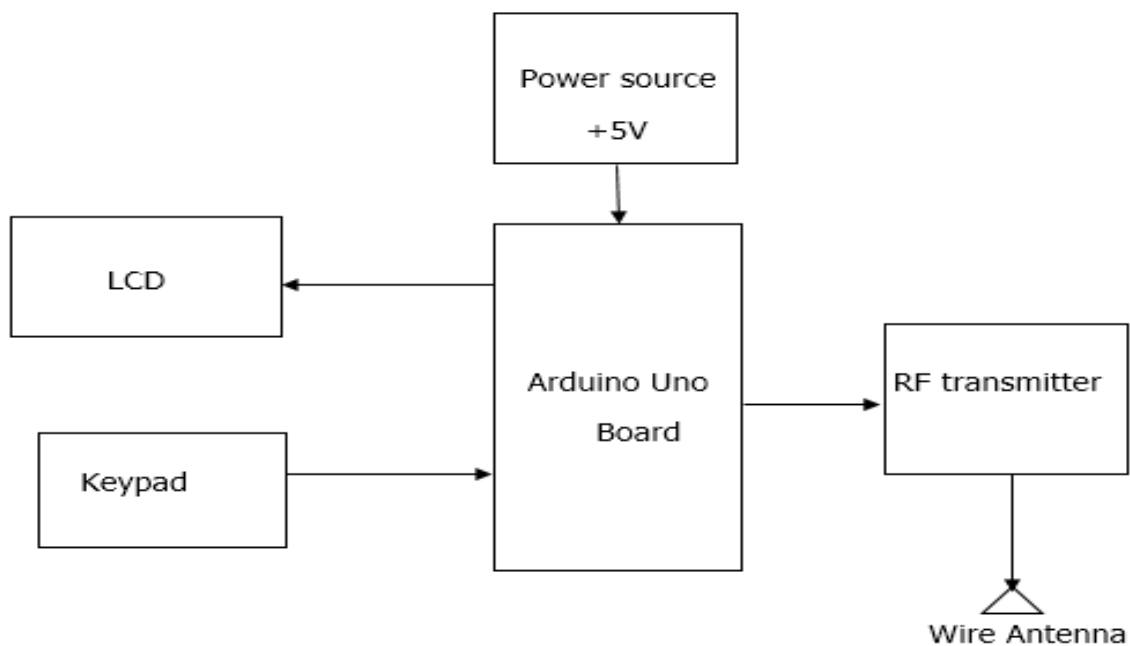 Power source
+5V
LCD
Arduino Uno
Board
RF transmitter
Keypad
Wire Antenna